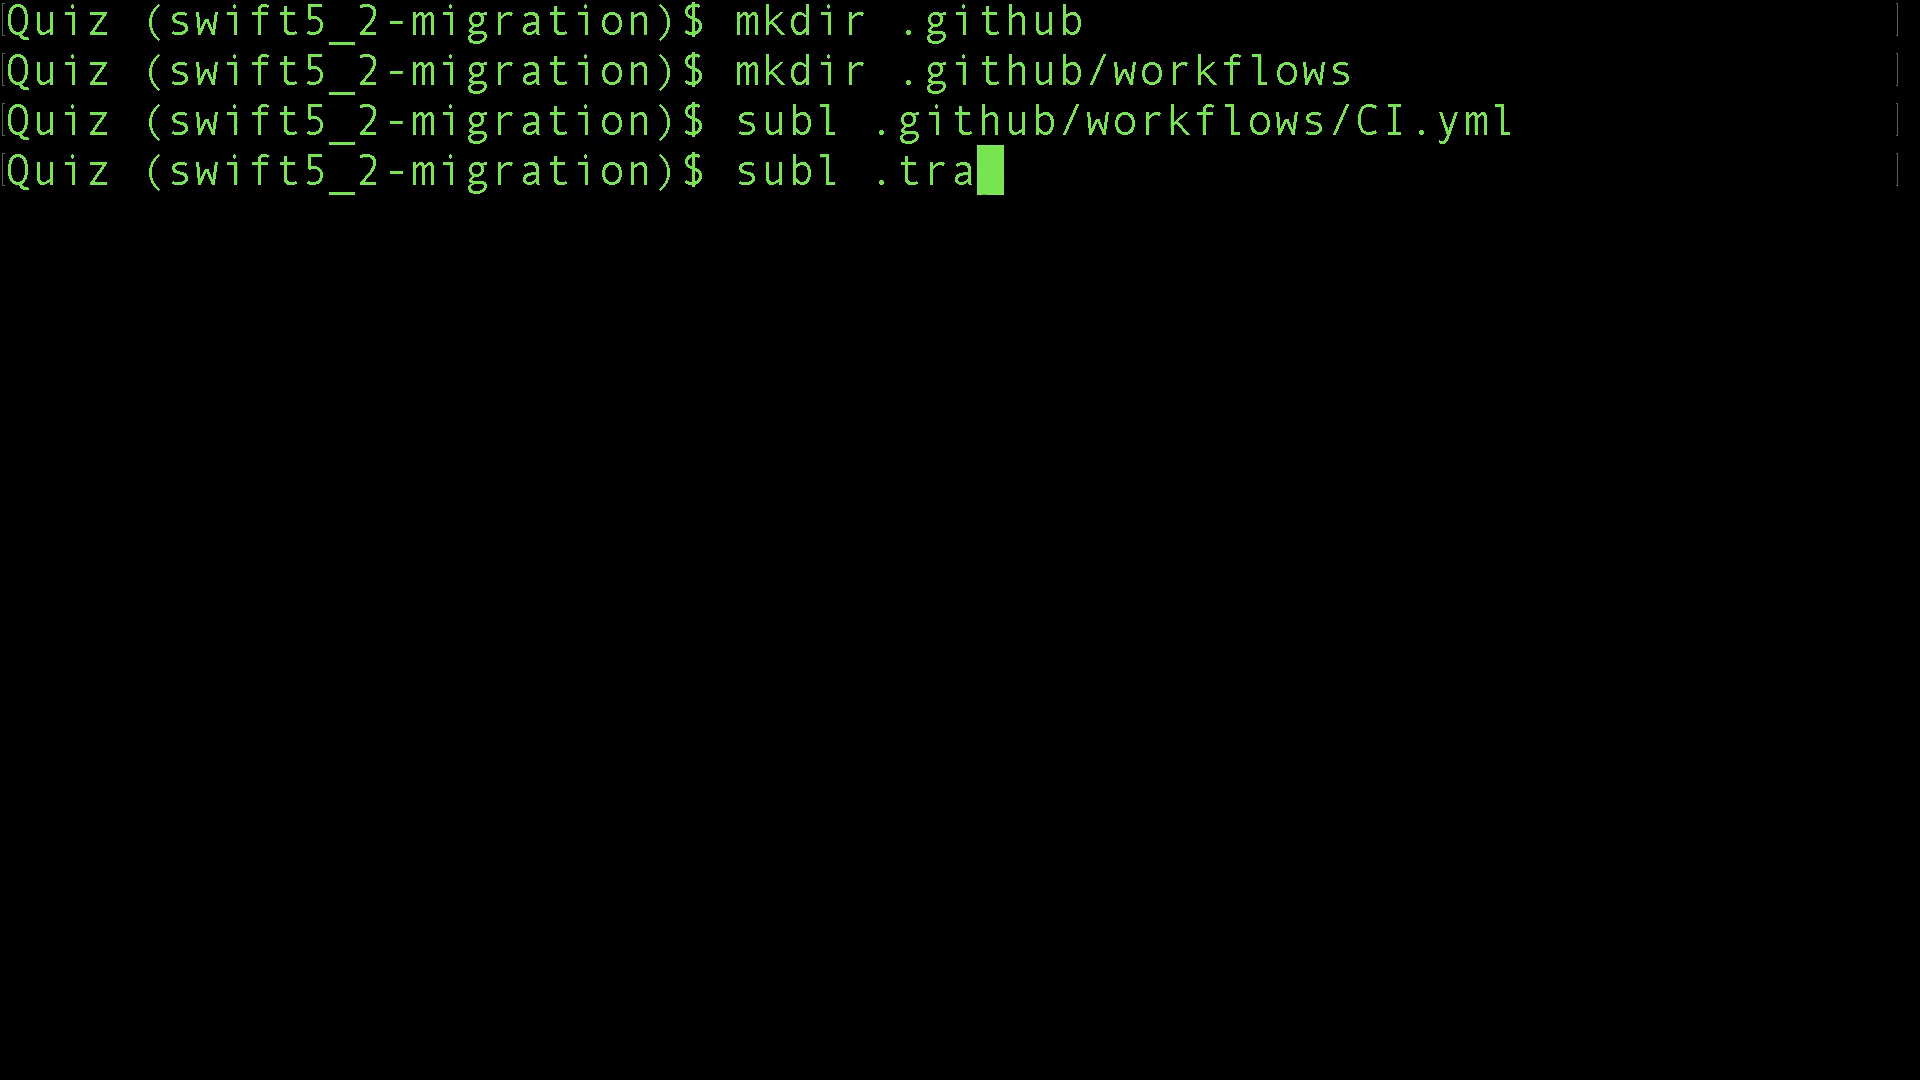 Quiz (swift5_2-migration)$ mkdir .github
Quiz (swift5_2-migration)$ mkdir .github/workflows
Quiz (swift5_2-migration)$ subl .github/workflows/CI.yml
Quiz (swift5_2-migration)$ subl .tra